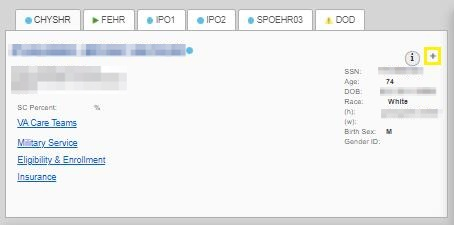 CHYSHR FEHR IPO1 IPO2 SPOEHR03 DOD
i +
SSN:
Age: 74
DOB:
Race: White
(h):
(w):
Birth Sex: M
Gender ID:
SC Percent: %
VA Care Teams
Military Service
Eligibility & Enrollment
Insurance